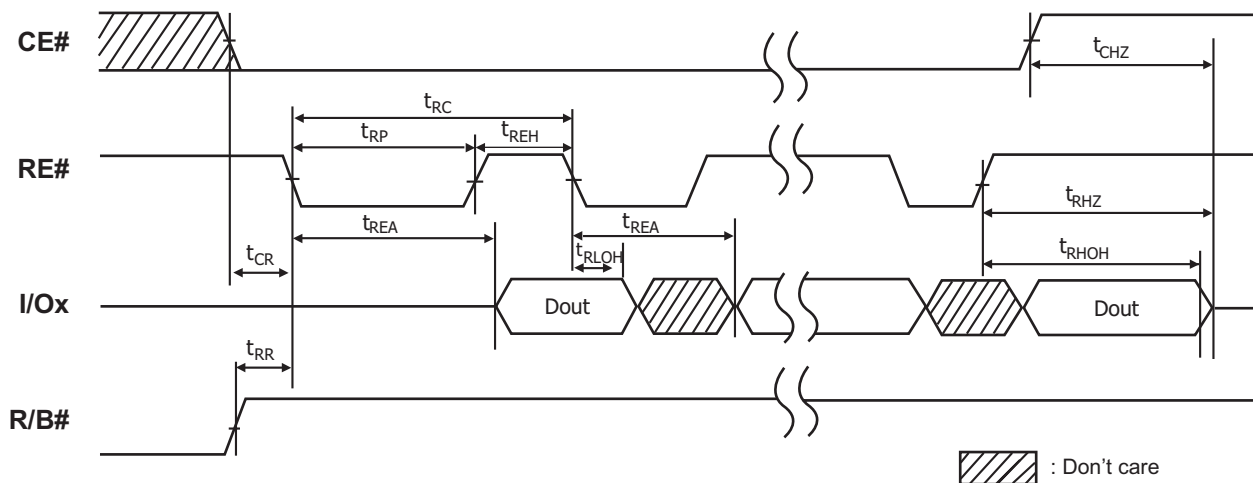 CE#
tCHZ
tRC
tRP
tREH
RE#
tREA
tREA
tRHZ
tCR
tRLOH
tRHOH
I/Ox
Dout
Dout
tRR
R/B#
: Don't care